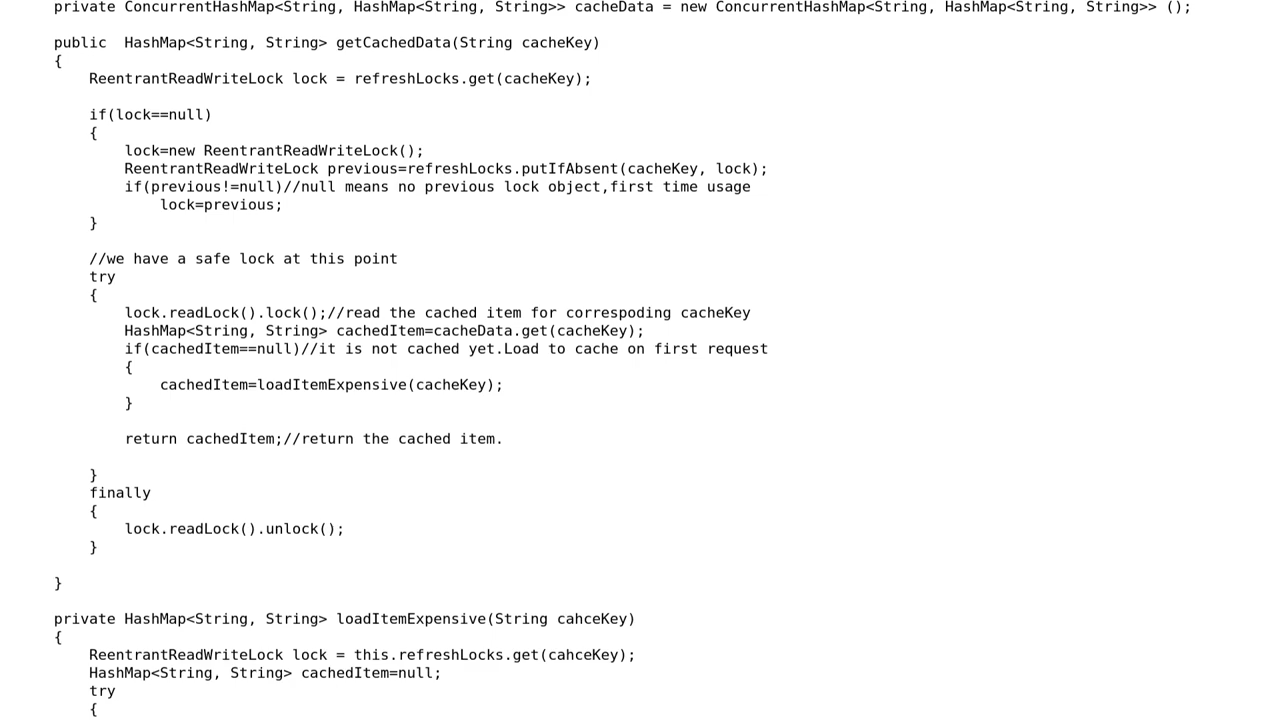 private ConcurrentHashMap<String, HashMap<String, String>> cacheData = new ConcurrentHashMap<String, HashMap<String, String>> ();
public  HashMap<String, String> getCachedData(String cacheKey)
{
ReentrantReadWriteLock lock = refreshLocks.get(cacheKey);
if(lock==null)
{
lock=new ReentrantReadWriteLock();
ReentrantReadWriteLock previous=refreshLocks.putIfAbsent(cacheKey, lock);
if(previous!=null)//null means no previous lock object,first time usage
lock=previous;
}
//we have a safe lock at this point
try
{
lock.readLock().lock();//read the cached item for correspoding cacheKey
HashMap<String, String> cachedItem=cacheData.get(cacheKey);
if(cachedItem==null)//it is not cached yet.Load to cache on first request
{
cachedItem=loadItemExpensive(cacheKey);
}
return cachedItem;//return the cached item.
}
finally
{
lock.readLock().unlock();
}
}
private HashMap<String, String> loadItemExpensive(String cahceKey)
{
ReentrantReadWriteLock lock = this.refreshLocks.get(cahceKey);
HashMap<String, String> cachedItem=null;
try
{